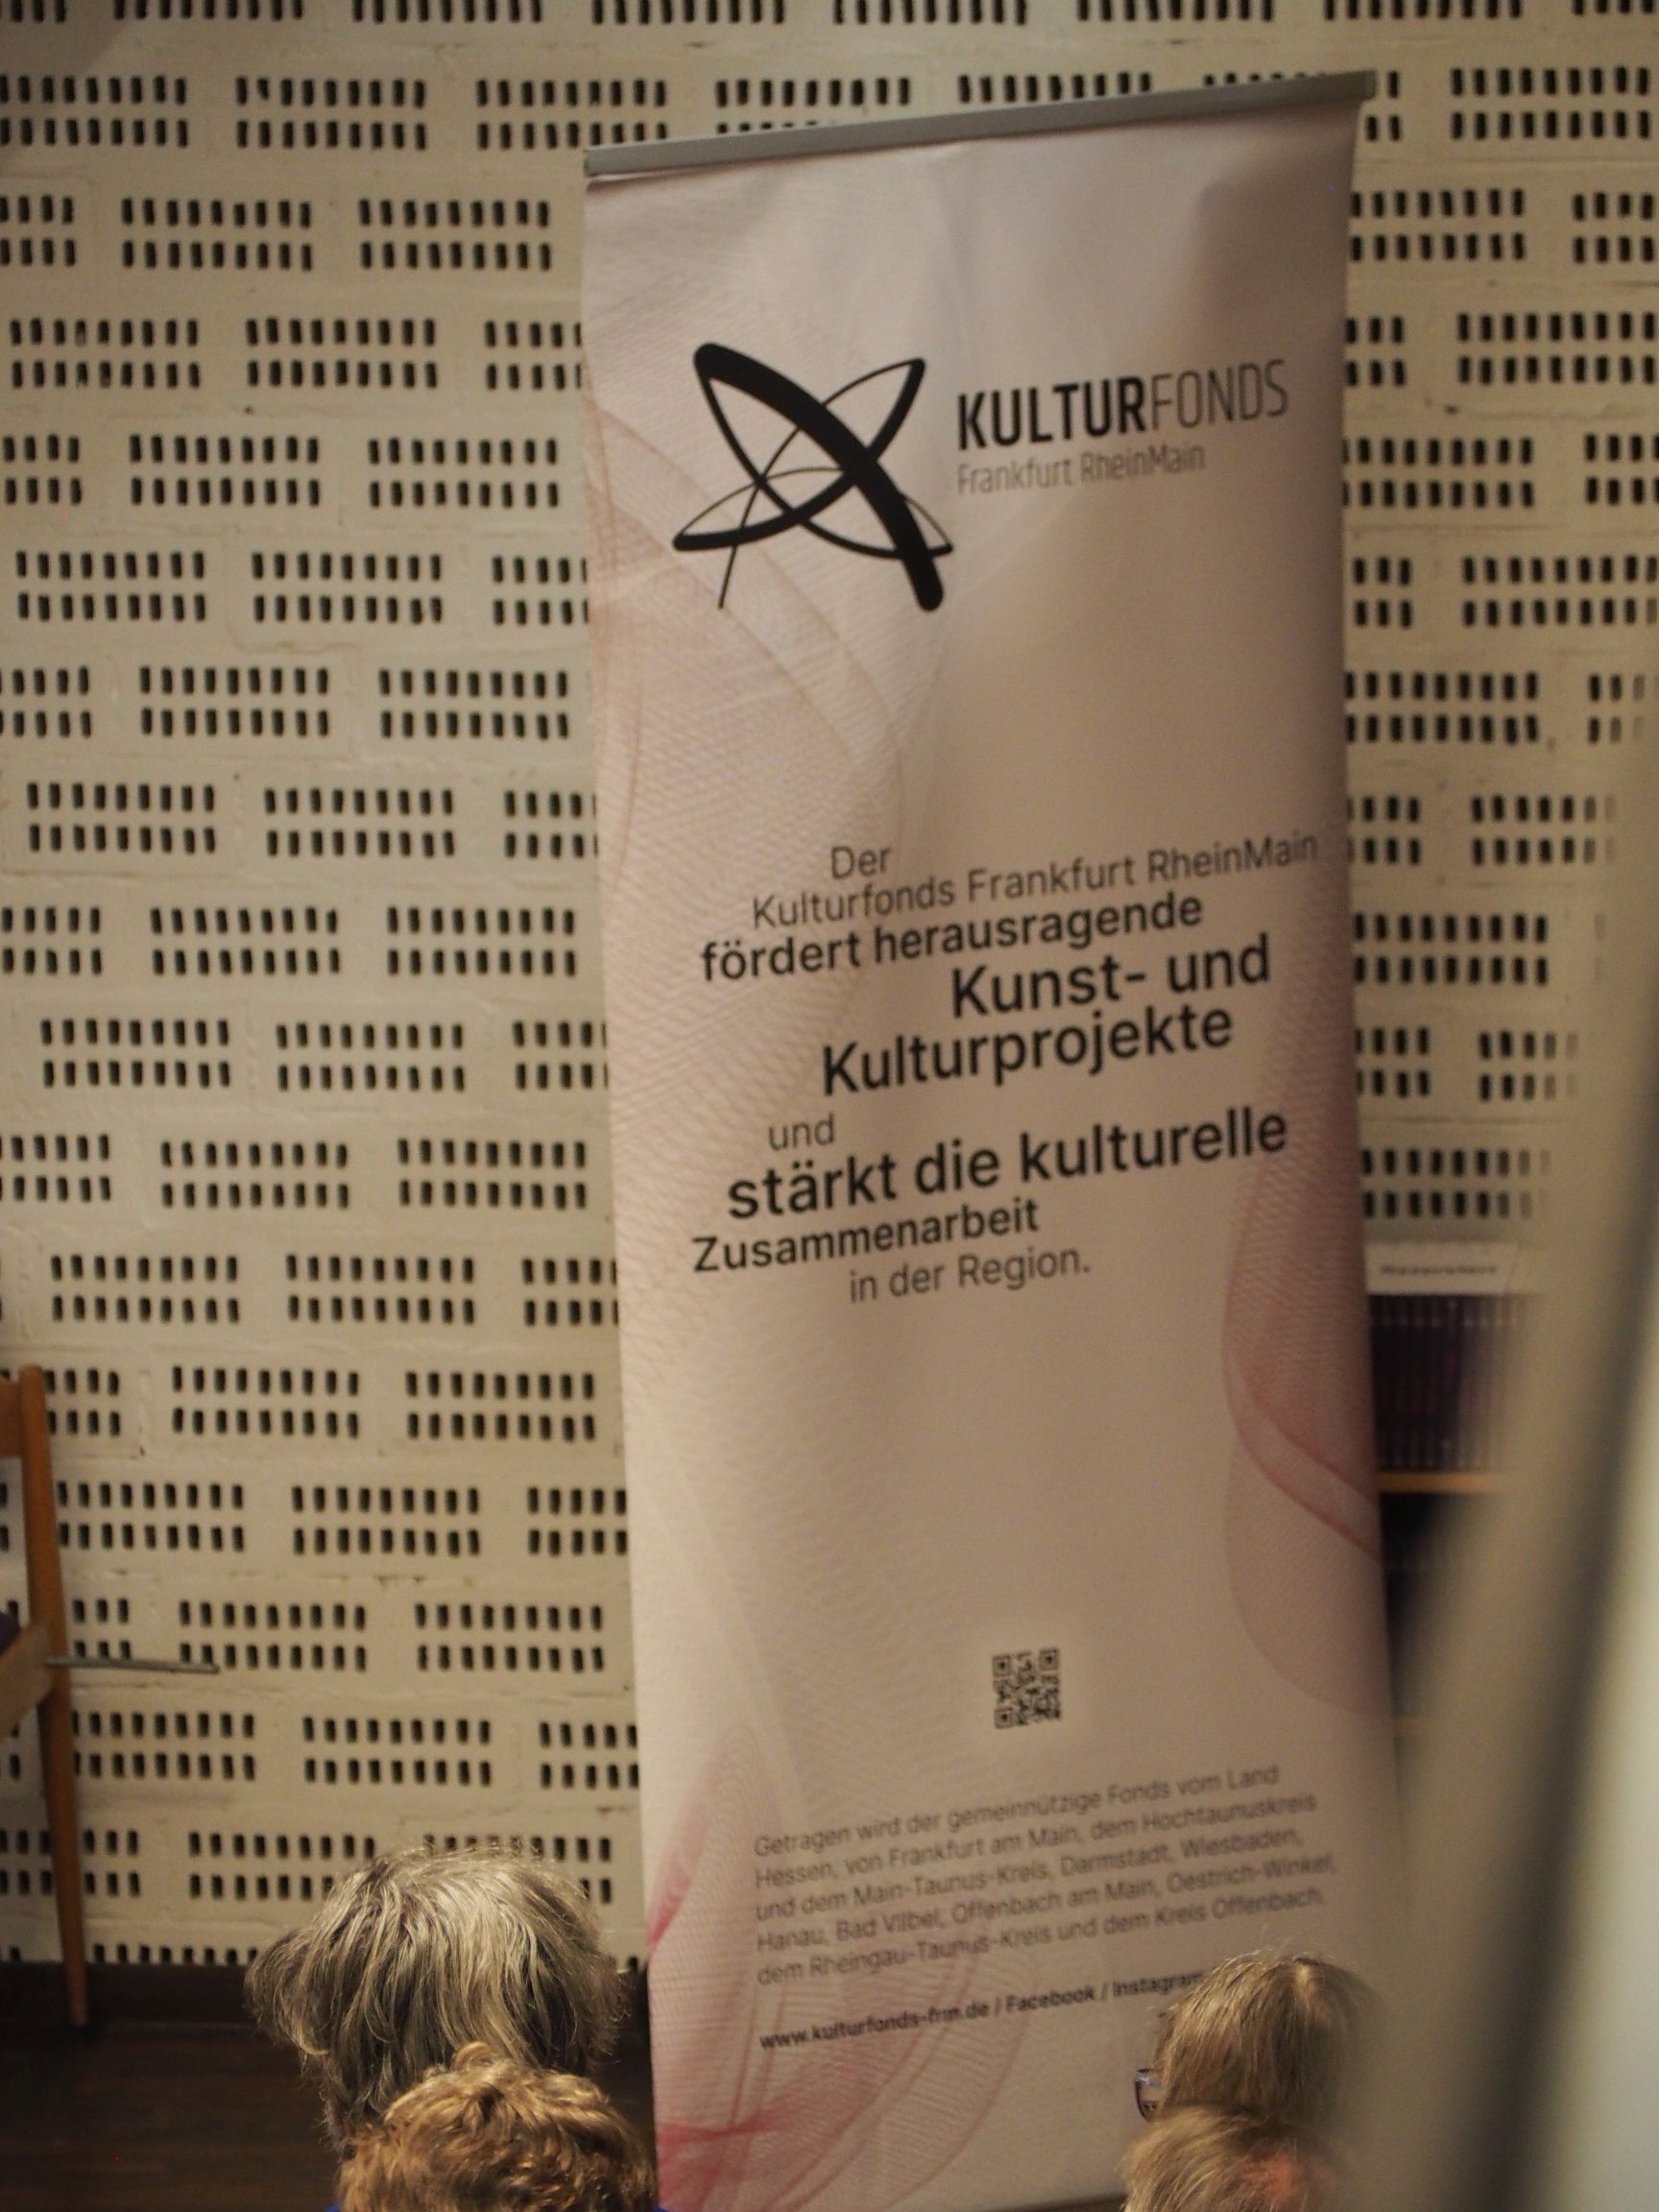 KULTURFONDS
Frankfurt RheinMain
Der
Kulturfonds Frankfurt RheinMain
fördert herausragende
Kunst- und
Kulturprojekte
und
stärkt die kulturelle
Zusammenarbeit
in der Region.
Getragen wird der gemeinnützige Fonds vom Land
Hessen, von Frankfurt am Main, dem Hochtaunuskreis
und dem Main-Taunus-Kreis, Darmstadt, Wiesbaden,
Hanau, Bad Vilbel, Offenbach am Main, Oestrich-Winkel,
dem Rheingau-Taunus-Kreis und dem Kreis Offenbach.
www.kulturfonds-frm.de / Facebook / Instagram